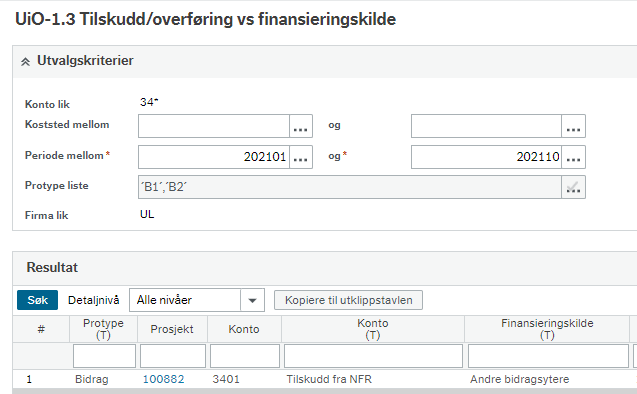 UiO-1.3 Tilskudd/overføring vs finansieringskilde
Utvalgskriterier
Konto lik 34*
Koststed mellom ... og ...
Periode mellom * 202101 ... og * 202110 ...
Protype liste ´B1´,´B2´ ...
Firma lik UL
Resultat
Søk Detaljnivå Alle nivåer Kopiere til utklippstavlen
# Protype (T) Prosjekt Konto Konto (T) Finansieringskilde (T)
1 Bidrag 100882 3401 Tilskudd fra NFR Andre bidragsytere